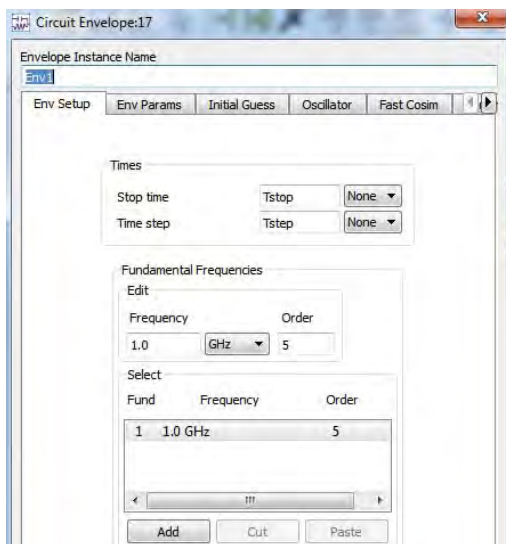 Circuit Envelope:17
Envelope Instance Name
Env1
Env Setup Env Params Initial Guess Oscillator Fast Cosim
Times
Stop time Tstop None
Time step Tstep None
Fundamental Frequencies
Edit
Frequency Order
1.0 GHz 5
Select
Fund Frequency Order
1 1.0 GHz 5
Add Cut Paste